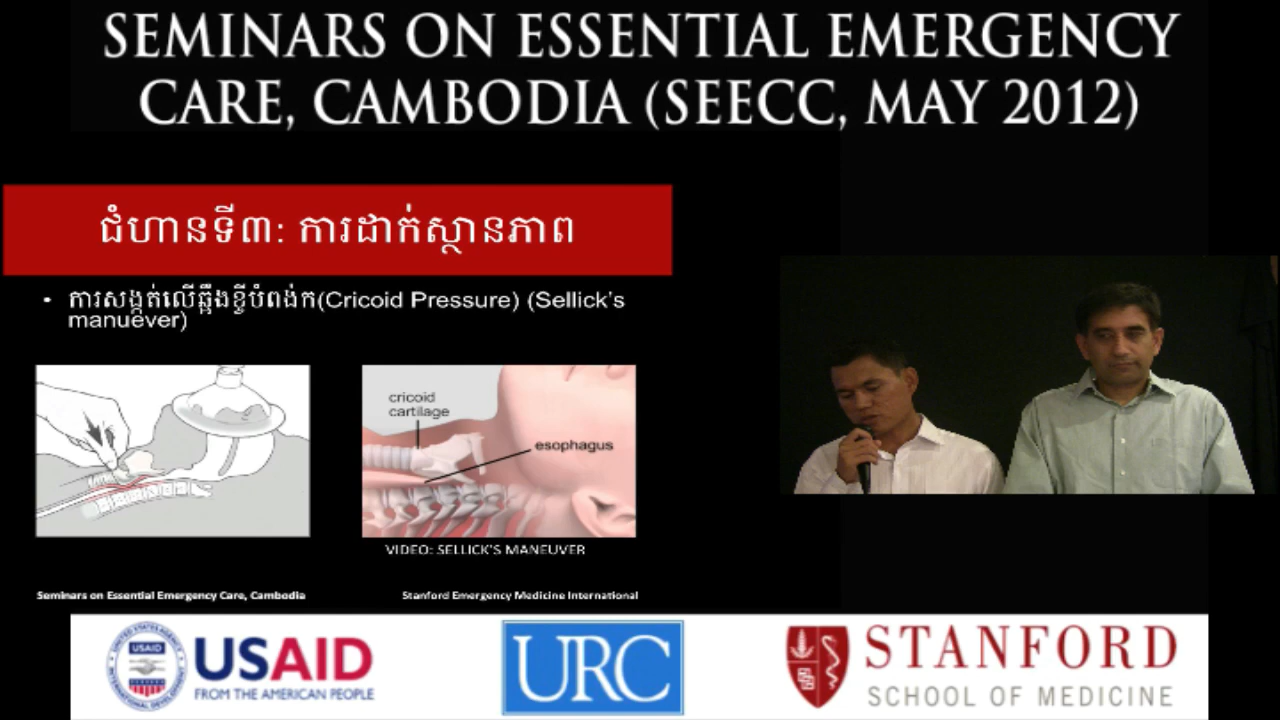 SEMINARS ON ESSENTIAL EMERGENCY
CARE, CAMBODIA (SEECC, MAY 2012)
ជំហានទី៣: ការដាក់ស្ថានភាព
• ការសង្កត់លើឆ្អឹងខ្ចីបំពង់ក(Cricoid Pressure) (Sellick's
manuever)
cricoid
cartilage
esophagus
VIDEO: SELLICK'S MANEUVER
Seminars on Essential Emergency Care, Cambodia
Stanford Emergency Medicine International
USAID
USAID
FROM THE AMERICAN PEOPLE
URC
STANFORD
SCHOOL OF MEDICINE